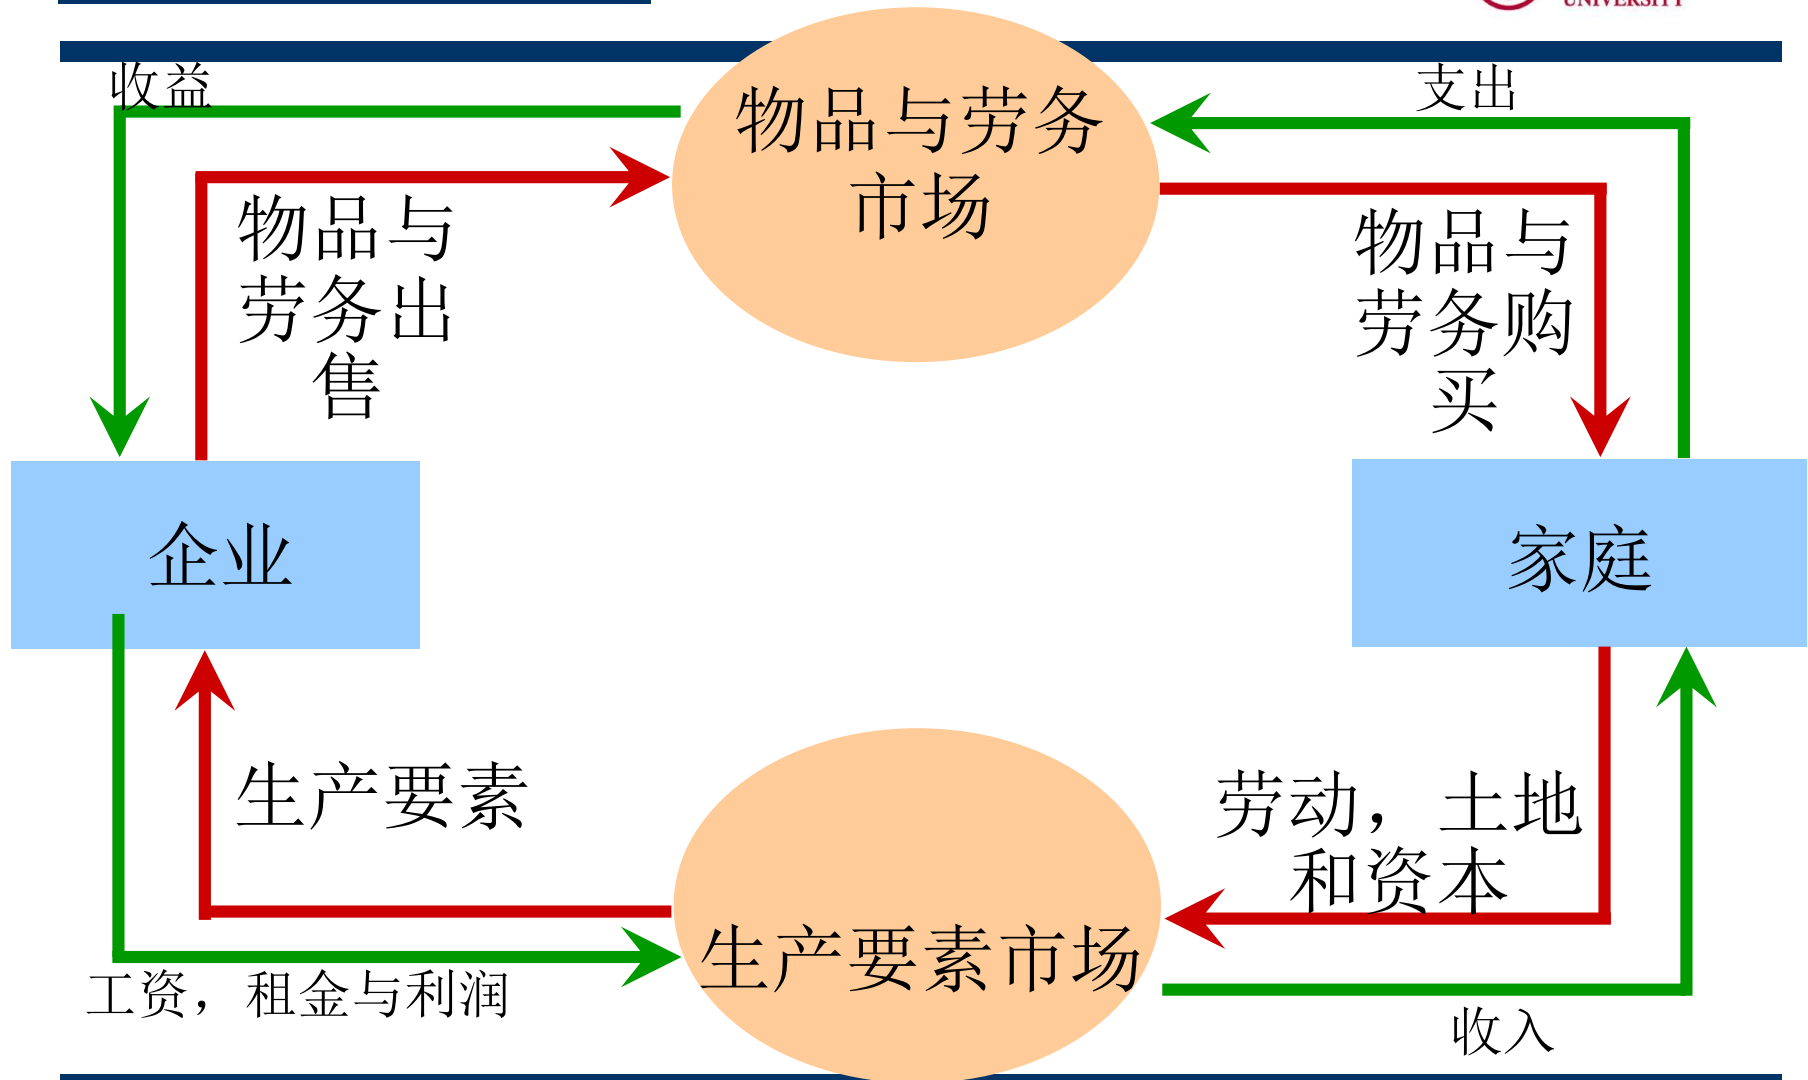 UNIVERSITY
收益
支出
物品与劳务
市场
物品与
劳务出
售
物品与
劳务购
买
企业
家庭
生产要素
劳动，土地
和资本
生产要素市场
工资，租金与利润
收入